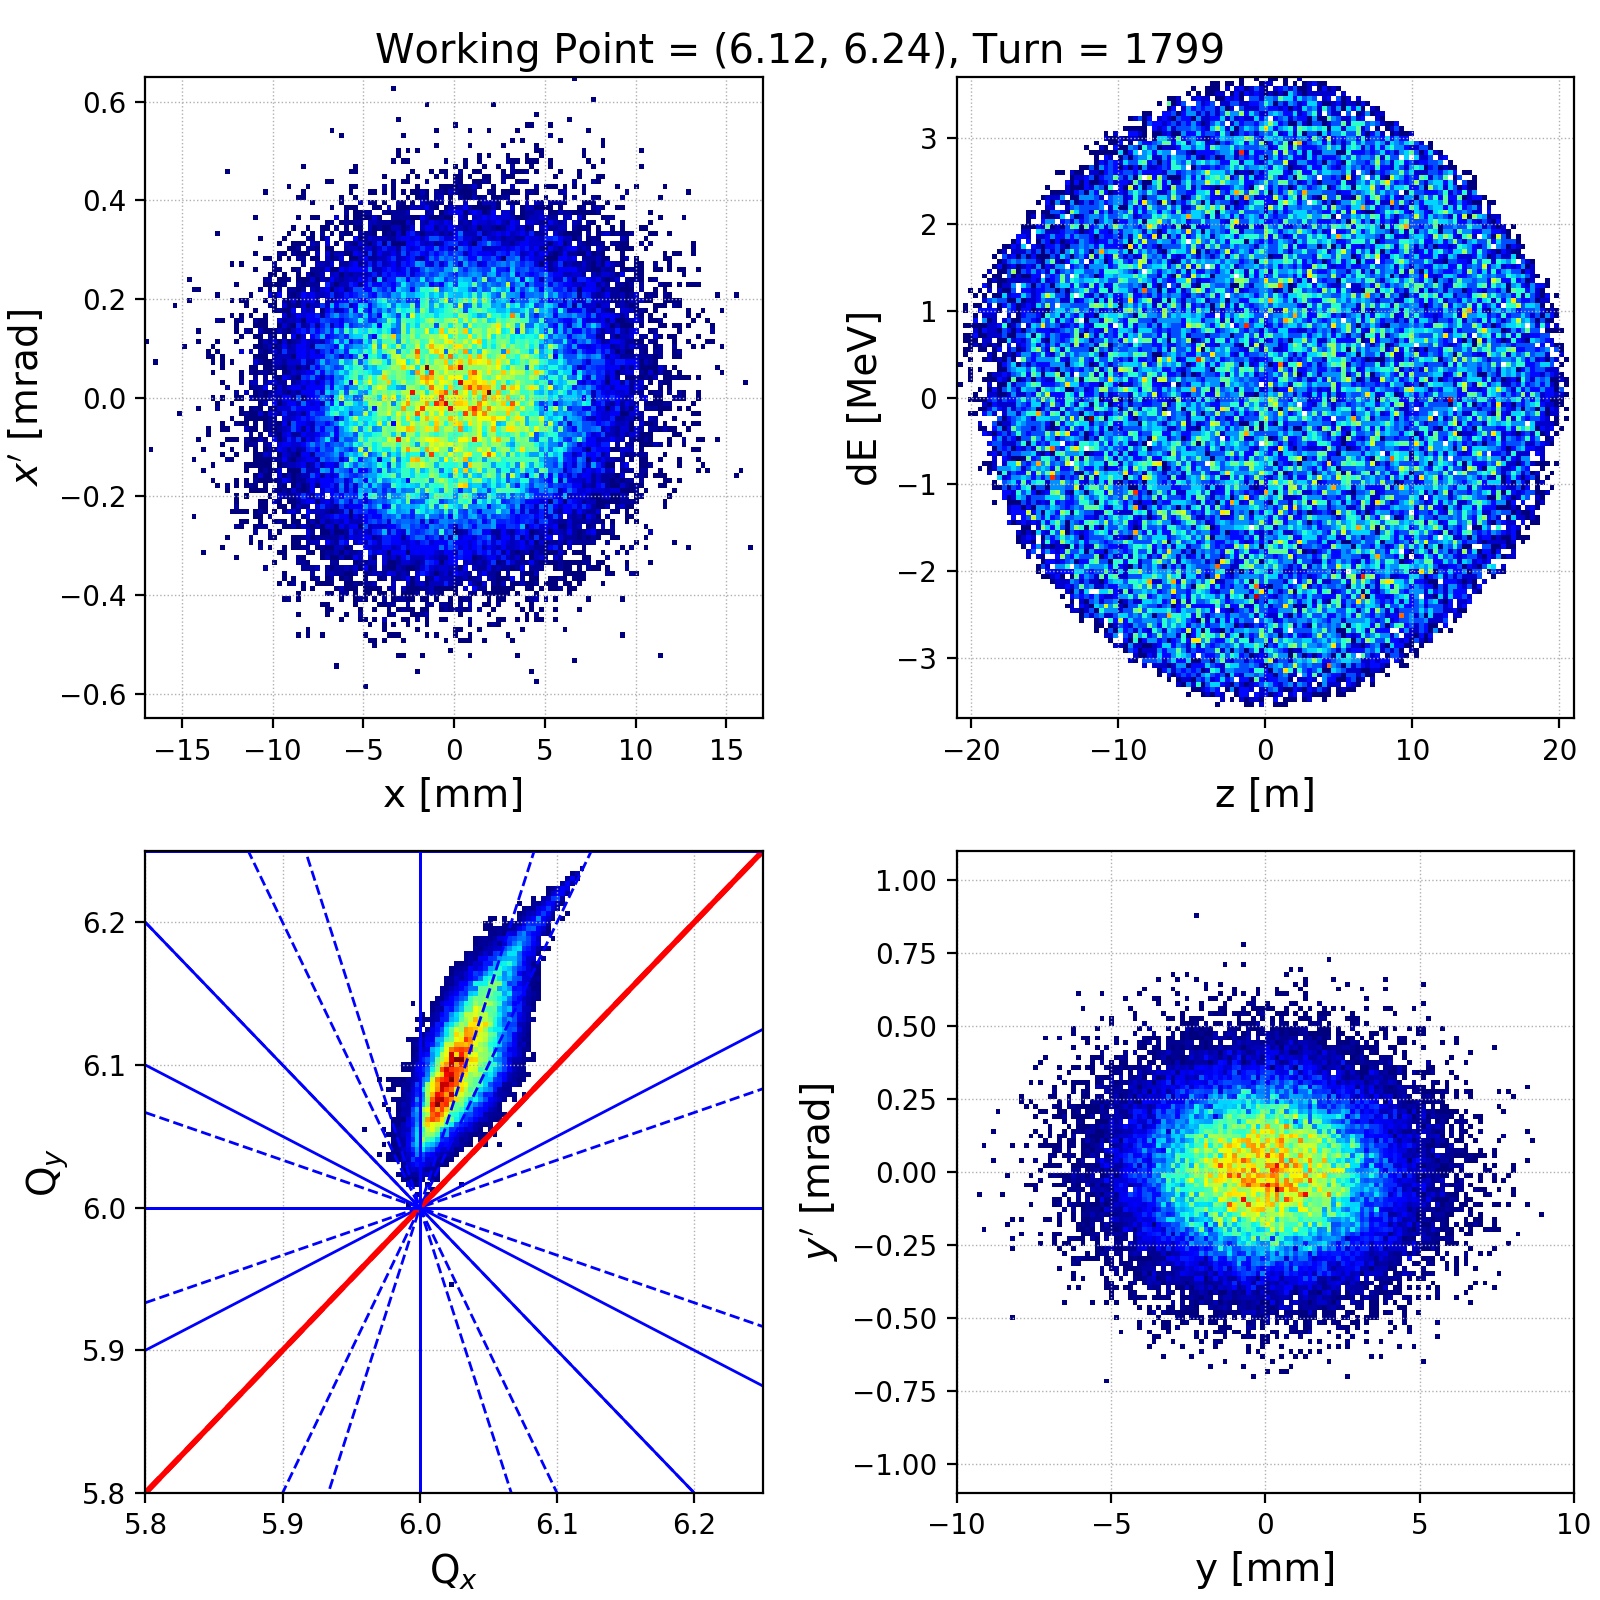 Working Point = (6.12, 6.24), Turn = 1799
0.6
0.4
0.2
0.0
−0.2
−0.4
−0.6
x′ [mrad]
−15 −10 −5 0 5 10 15
x [mm]
3
2
1
0
−1
−2
−3
dE [MeV]
−20 −10 0 10 20
z [m]
6.2
6.1
6.0
5.9
5.8
Qy
5.8 5.9 6.0 6.1 6.2
Qx
1.00
0.75
0.50
0.25
0.00
−0.25
−0.50
−0.75
−1.00
y′ [mrad]
−10 −5 0 5 10
y [mm]